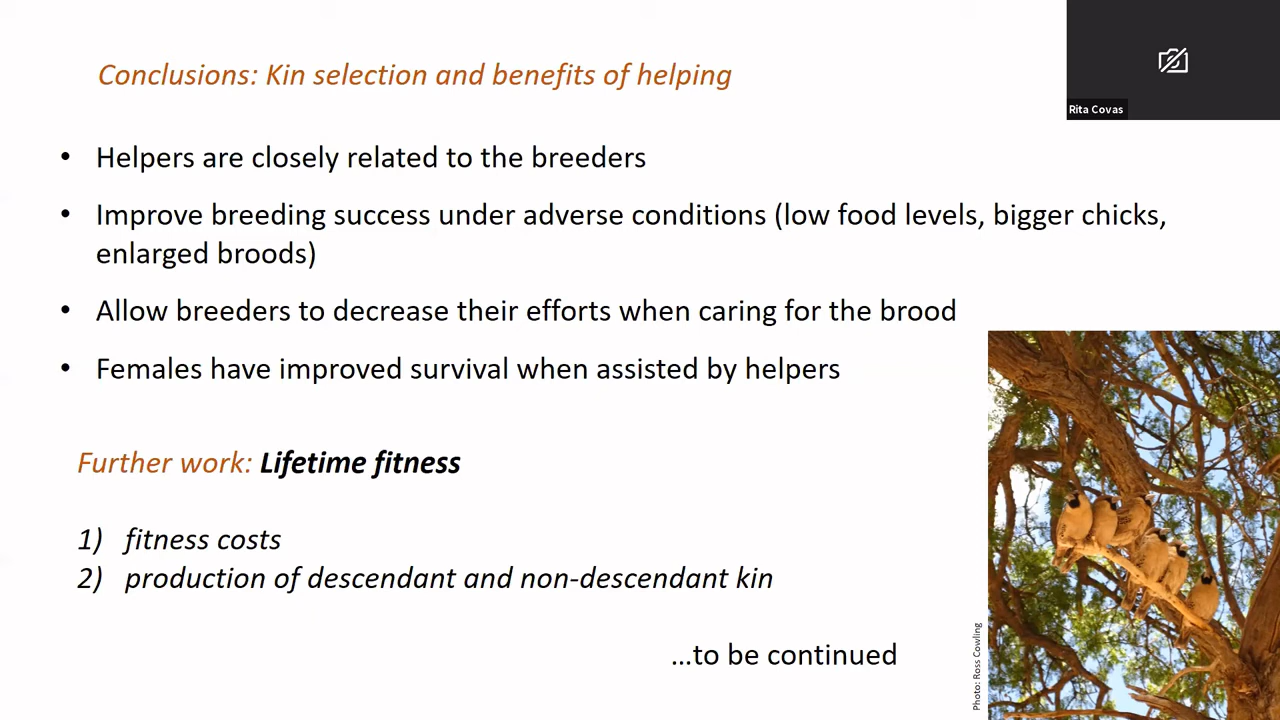 Conclusions: Kin selection and benefits of helping
Rita Covas
• Helpers are closely related to the breeders
• Improve breeding success under adverse conditions (low food levels, bigger chicks,
enlarged broods)
• Allow breeders to decrease their efforts when caring for the brood
• Females have improved survival when assisted by helpers
Further work: Lifetime fitness
1) fitness costs
2) production of descendant and non-descendant kin
...to be continued
Photo: Ross Cowling